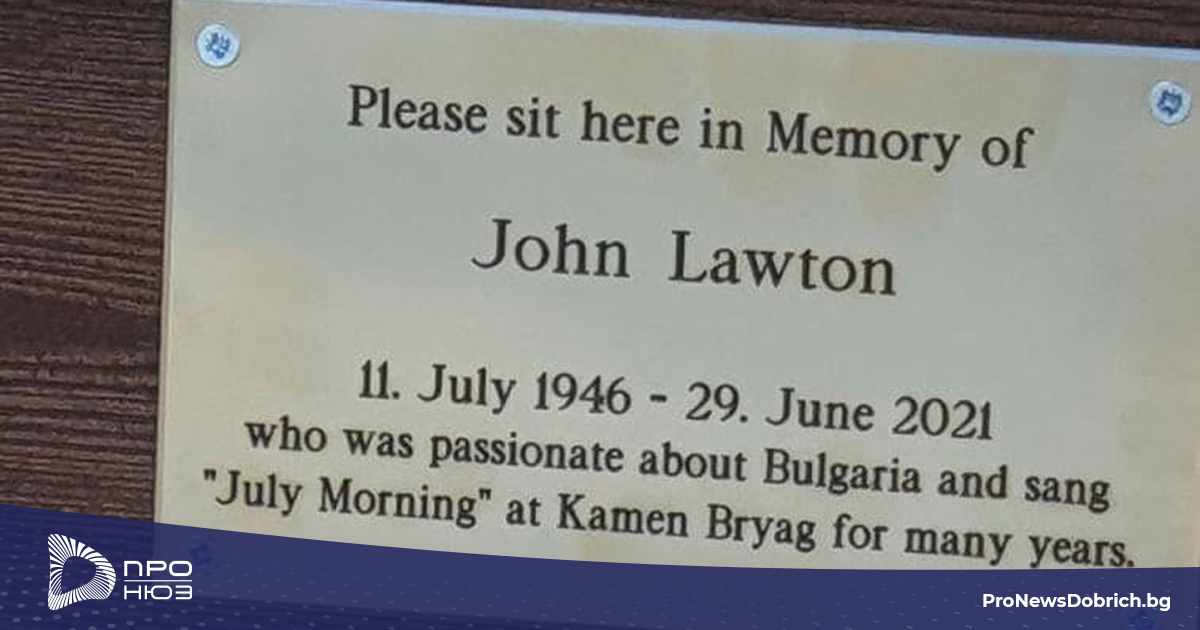 Please sit here in Memory of
John Lawton
11. July 1946 - 29. June 2021
who was passionate about Bulgaria and sang
"July Morning" at Kamen Bryag for many years.
ПРО
НЮЗ
ProNewsDobrich.bg